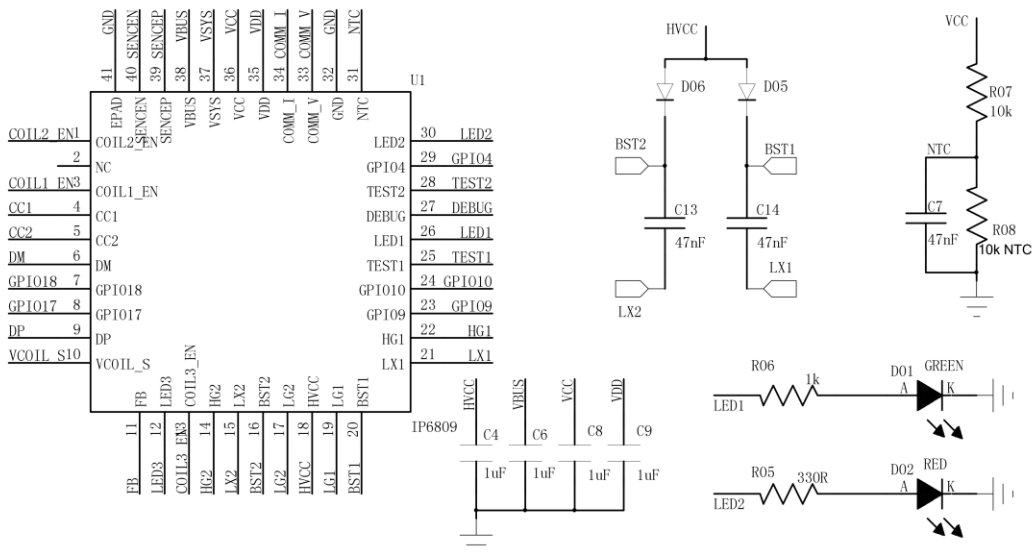 GND
SENCEN
SENCEP
VBUS
VSYS
VCC
VDD
COMM_I
COMM_V
GND
NTC
41
40
39
38
37
36
35
34
33
32
31
U1
EPAD
SENCEN
SENCEP
VBUS
VSYS
VCC
VDD
COMM_I
COMM_V
GND
NTC
COIL2_EN 1 COIL2_EN
2 NC
COIL1_EN 3 COIL1_EN
CC1 4 CC1
CC2 5 CC2
DM 6 DM
GPIO18 7 GPIO18
GPIO17 8 GPIO17
DP 9 DP
VCOIL_S 10 VCOIL_S
LED2 30 LED2
GPIO4 29 GPIO4
TEST2 28 TEST2
DEBUG 27 DEBUG
LED1 26 LED1
TEST1 25 TEST1
GPIO10 24 GPIO10
GPIO9 23 GPIO9
HG1 22 HG1
LX1 21 LX1
FB
LED3
COIL3_EN
HG2
LX2
BST2
LG2
HVCC
LG1
BST1
IP6809
11
12
13
14
15
16
17
18
19
20
FB
LED3
COIL3_EN
HG2
LX2
BST2
LG2
HVCC
LG1
BST1
HVCC
VBUS
VCC
VDD
C4
C6
C8
C9
1uF
1uF
1uF
1uF
HVCC
D06
D05
BST2
BST1
C13
C14
47nF
47nF
LX1
LX2
VCC
R07
10k
NTC
C7
47nF
R08
10k NTC
R06
1k
D01
GREEN
A
K
LED1
R05
330R
D02
RED
A
K
LED2